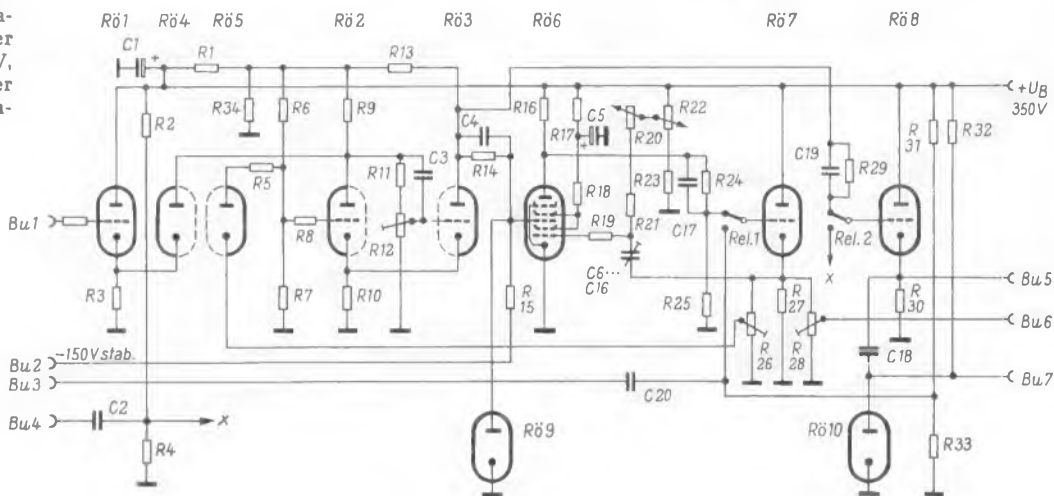 a-
er
V,
er
n-
Rö1 Rö4 Rö5 Rö2 Rö3 Rö6 Rö7 Rö8
C1
+
R1
R13
R2
R34
R6
R9
C4
R16
R17
C5
+
R20
R22
+UB
350V
R31
R32
C19
R29
R5
R11
C3
R14
R18
R23
R24
Bu1
R8
R12
R19
R21
C17
Rel.1
Rel.2
x
R3
R7
R10
R15
C6...
C16
R25
R27
R30
Bu5
R26
R28
Bu6
C18
Bu2
-150V stab.
Bu3
C20
Bu7
Bu4
C2
x
R4
Rö9
Rö10
R33